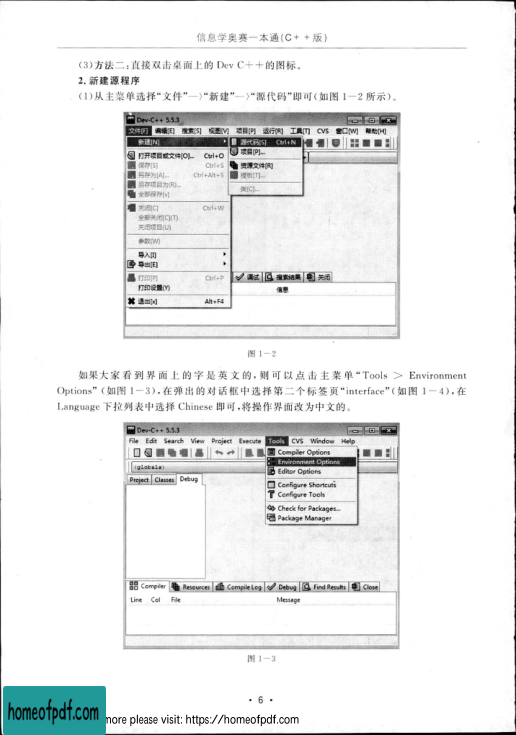 信息学奥赛一本通(C++版)
(3)方法二:直接双击桌面上的 Dev C++的图标。
2. 新建源程序
(1)从主菜单选择“文件”—〉“新建”—〉“源代码”即可(如图 1-2 所示)。
Dev-C++ 5.5.3
文件[F] 编辑[E] 搜索[S] 视图[V] 项目[P] 运行[R] 工具[T] CVS 窗口[W] 帮助[H]
新建[N] 源代码[S] Ctrl+N
项目[P]...
打开项目或文件[O]... Ctrl+O
资源文件[R]
保存[S] Ctrl+S
模板[T]...
另存为[A]... Ctrl+Alt+S
另存项目为[R]...
类[C]...
全部保存[v]
关闭[C] Ctrl+W
全部关闭[C](T)
关闭项目(U)
参数(W)
导入[I]
导出[E]
打印[P] Ctrl+P
调试 搜索结果 关闭
打印设置(Y)
信息
退出[x] Alt+F4
图 1-2
如果大家看到界面上的字是英文的,则可以点击主菜单“Tools > Environment
Options”(如图 1-3),在弹出的对话框中选择第二个标签页“interface”(如图 1-4),在
Language 下拉列表中选择 Chinese 即可,将操作界面改为中文的。
Dev-C++ 5.5.3
File Edit Search View Project Execute Tools CVS Window Help
Compiler Options
Environment Options
(globals)
Editor Options
Project Classes Debug
Configure Shortcuts
Configure Tools
Check for Packages...
Package Manager
Compiler Resources Compile Log Debug Find Results Close
Line Col File Message
图 1-3
· 6 ·
homeofpdf.com
more please visit: https://homeofpdf.com